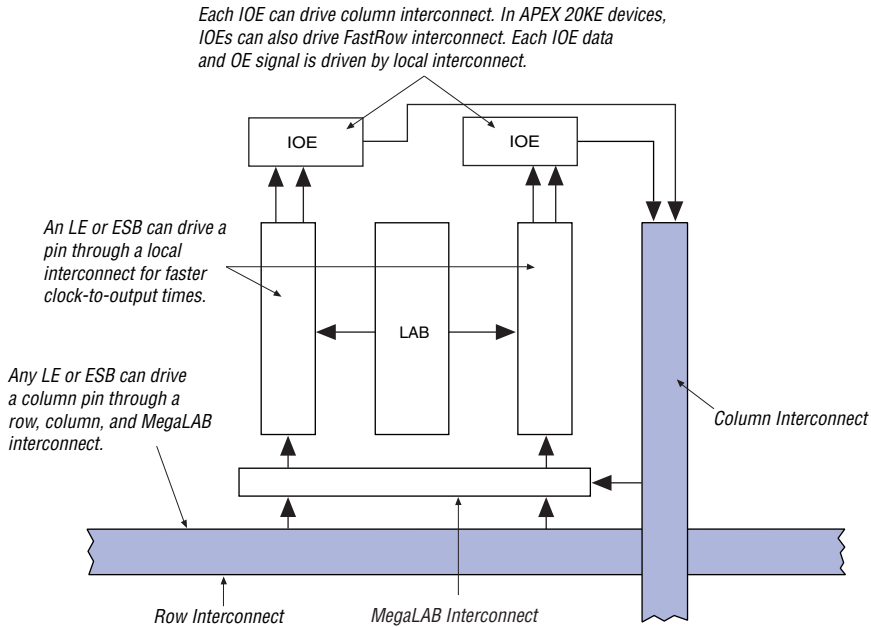 Each IOE can drive column interconnect. In APEX 20KE devices,
IOEs can also drive FastRow interconnect. Each IOE data
and OE signal is driven by local interconnect.
IOE
IOE
An LE or ESB can drive a
pin through a local
interconnect for faster
clock-to-output times.
LAB
Any LE or ESB can drive
a column pin through a
row, column, and MegaLAB
interconnect.
Column Interconnect
Row Interconnect
MegaLAB Interconnect